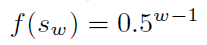 f(s_w) = 0.5^{w-1}